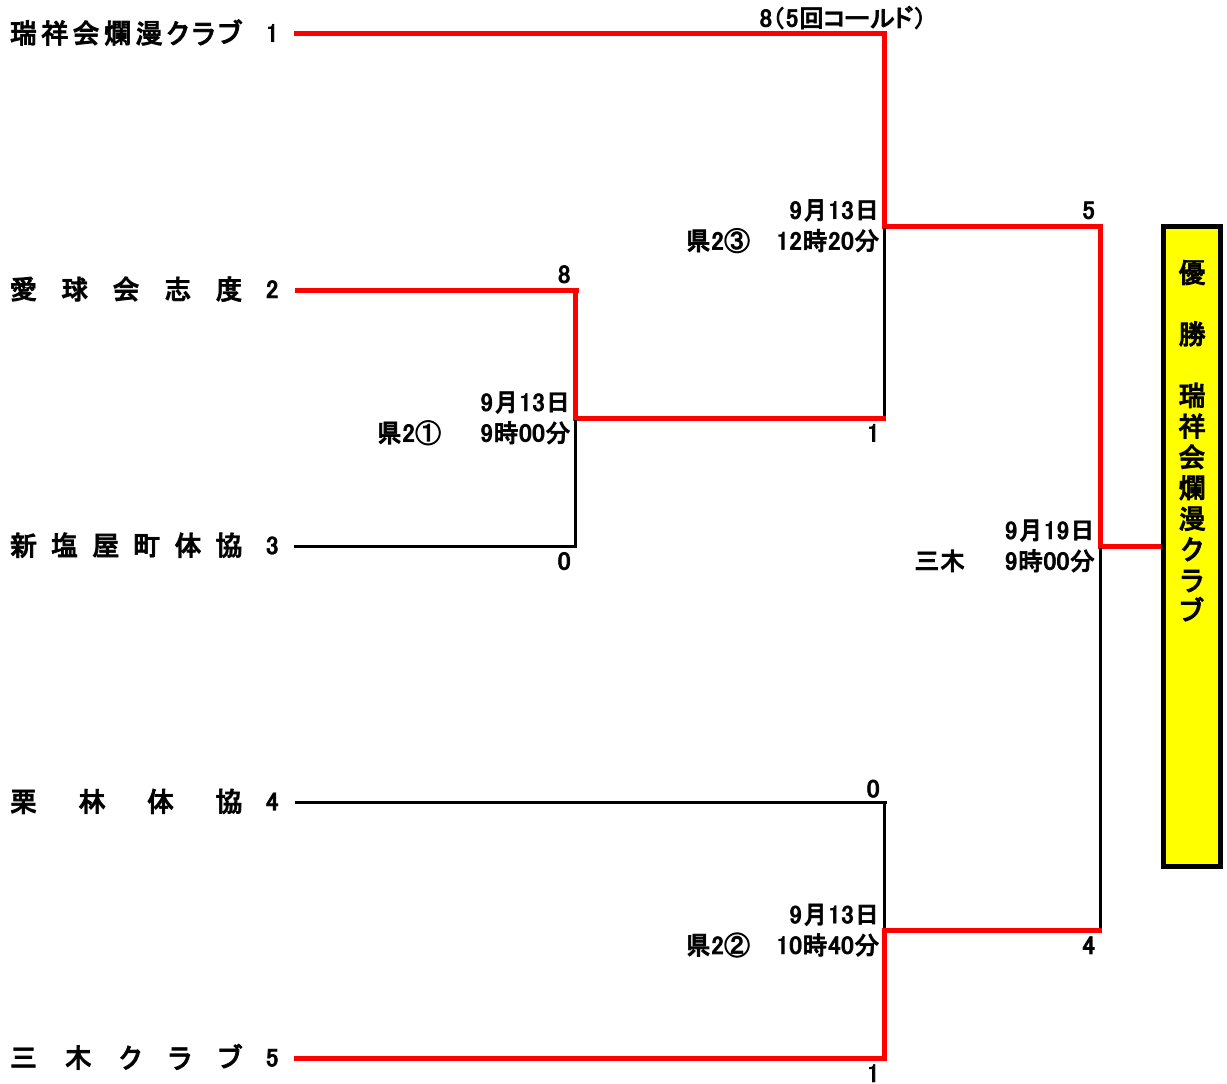 瑞祥会爛漫クラブ 1
8(5回コールド)
9月13日
県2③ 12時20分
5
愛球会志度 2
8
9月13日
県2① 9時00分
1
新塩屋町体協 3
0
9月19日
三木 9時00分
優勝 瑞祥会爛漫クラブ
栗林体協 4
0
9月13日
県2② 10時40分
4
三木クラブ 5
1